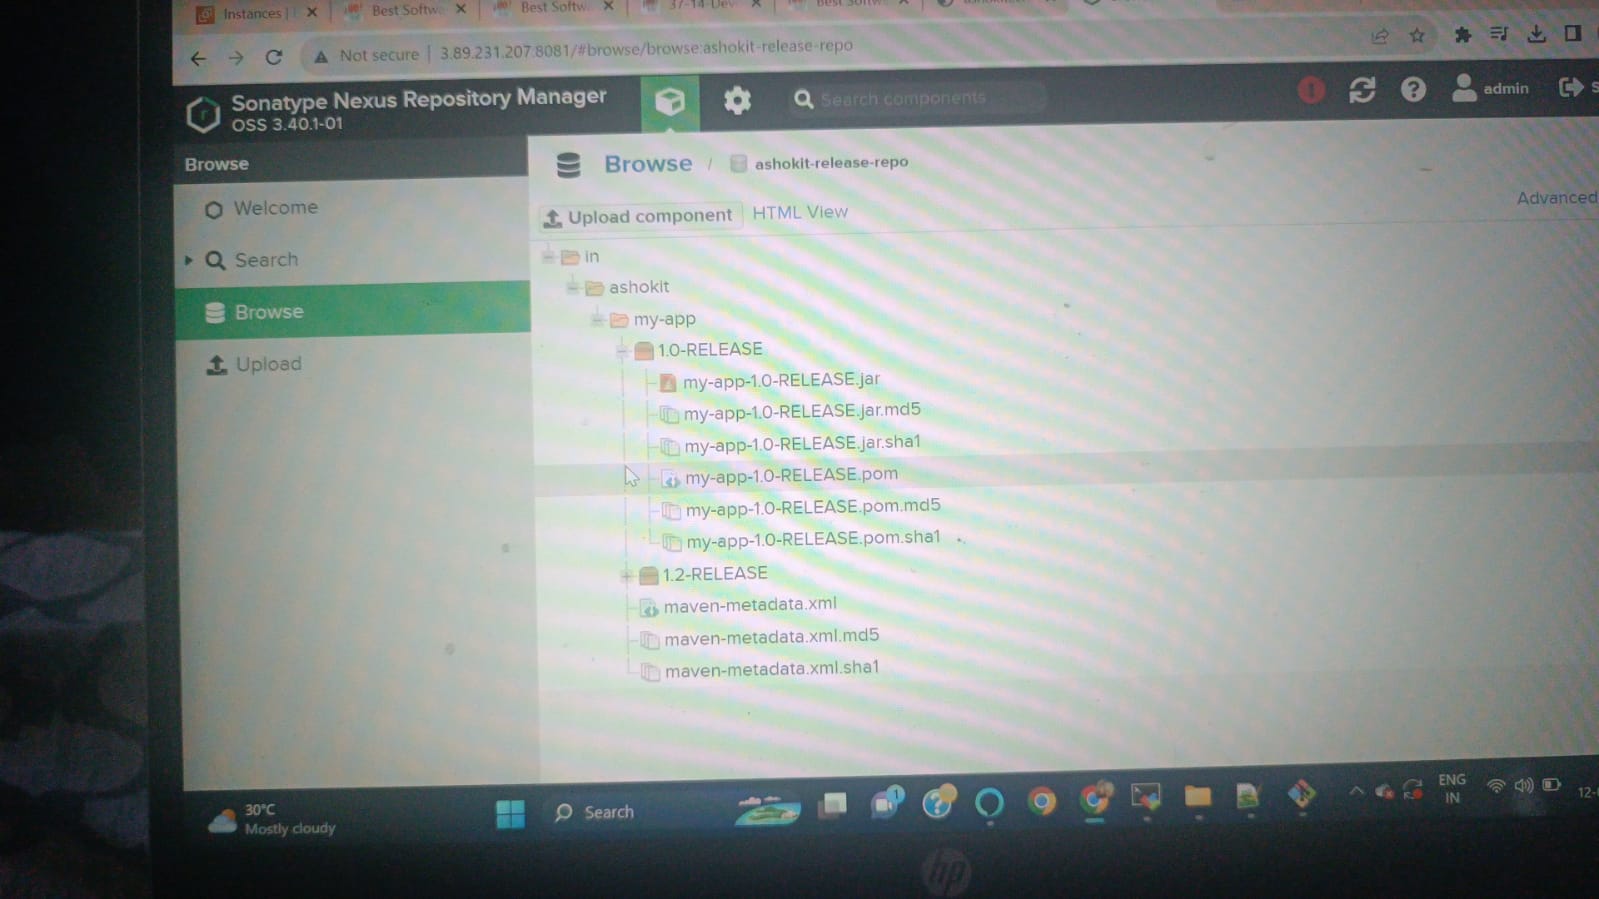 Instances |
Best Softw
Best Softw
37-14-Dev
Best Softw
Not secure | 3.89.231.207:8081/#browse/browse:ashokit-release-repo
Sonatype Nexus Repository Manager
OSS 3.40.1-01
Search components
admin
Browse
Browse / ashokit-release-repo
Welcome
Upload component HTML View
Advanced
Search
Browse
Upload
in
ashokit
my-app
1.0-RELEASE
my-app-1.0-RELEASE.jar
my-app-1.0-RELEASE.jar.md5
my-app-1.0-RELEASE.jar.sha1
my-app-1.0-RELEASE.pom
my-app-1.0-RELEASE.pom.md5
my-app-1.0-RELEASE.pom.sha1
1.2-RELEASE
maven-metadata.xml
maven-metadata.xml.md5
maven-metadata.xml.sha1
30°C
Mostly cloudy
Search
1
ENG
IN
12-
hp